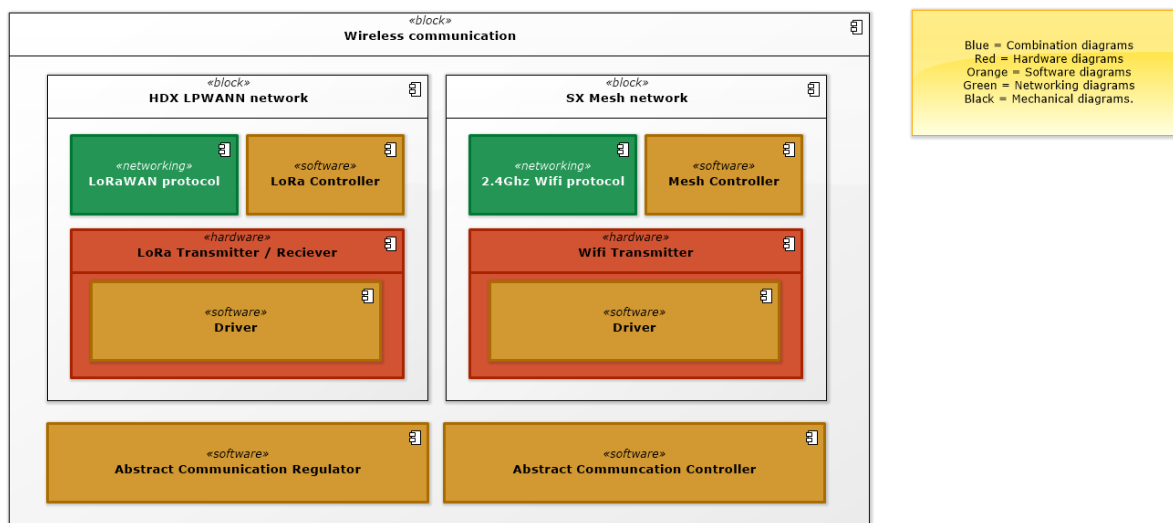 «block»
Wireless communication
«block»
HDX LPWANN network
«networking»
LoRaWAN protocol
«software»
LoRa Controller
«hardware»
LoRa Transmitter / Reciever
«software»
Driver
«block»
SX Mesh network
«networking»
2.4Ghz Wifi protocol
«software»
Mesh Controller
«hardware»
Wifi Transmitter
«software»
Driver
«software»
Abstract Communication Regulator
«software»
Abstract Communcation Controller
Blue = Combination diagrams
Red = Hardware diagrams
Orange = Software diagrams
Green = Networking diagrams
Black = Mechanical diagrams.